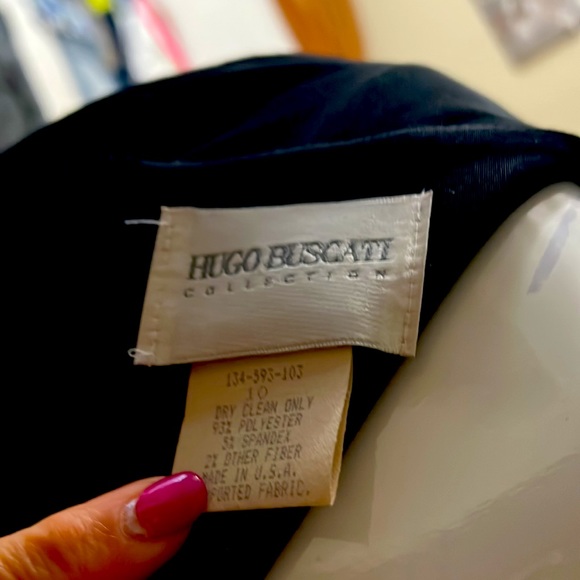 HUGO BUSCATI
COLLECTION
134-593-103
10
DRY CLEAN ONLY
93% POLYESTER
5% SPANDEX
2% OTHER FIBER
MADE IN U.S.A.
PORTED FABRIC.